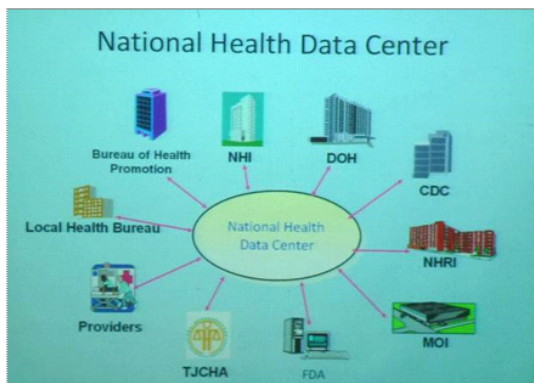 National Health Data Center
Bureau of Health
Promotion
NHI
DOH
CDC
Local Health Bureau
National Health
Data Center
NHRI
Providers
MOI
TJCHA
FDA